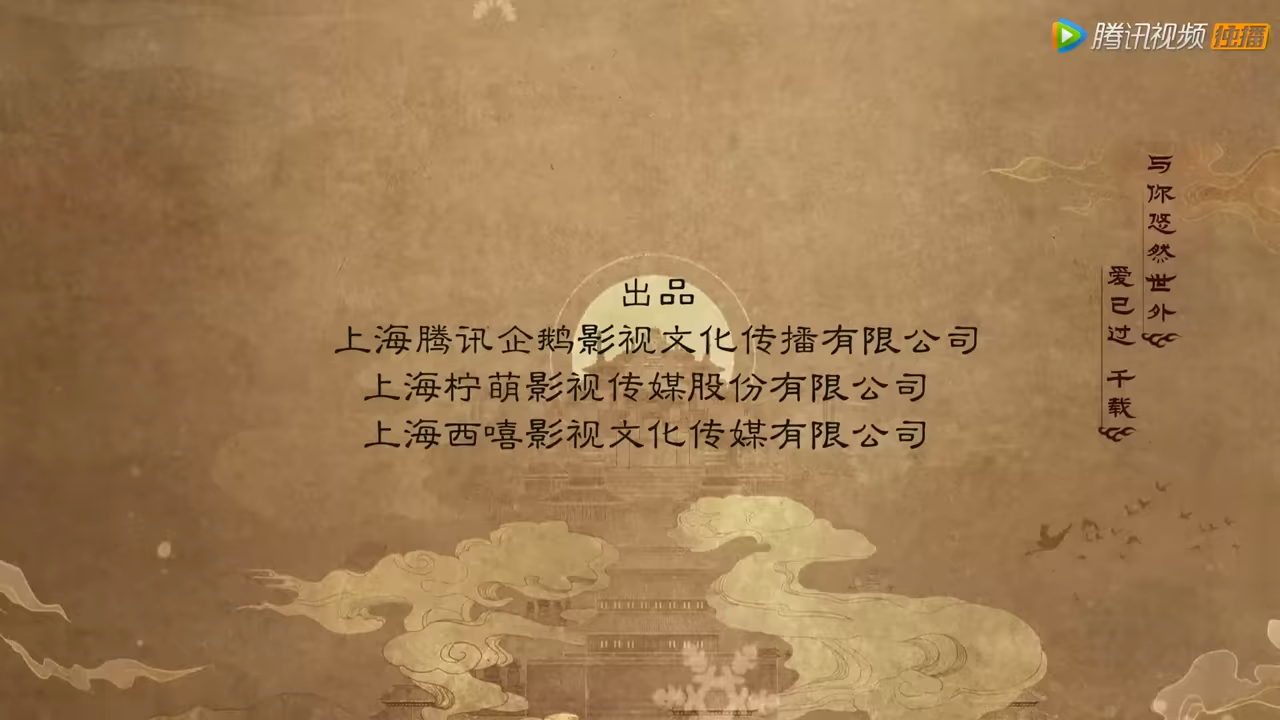 腾讯视频 独播
与你悠然世外
爱已过 千载
出品
上海腾讯企鹅影视文化传播有限公司
上海柠萌影视传媒股份有限公司
上海西嘻影视文化传媒有限公司